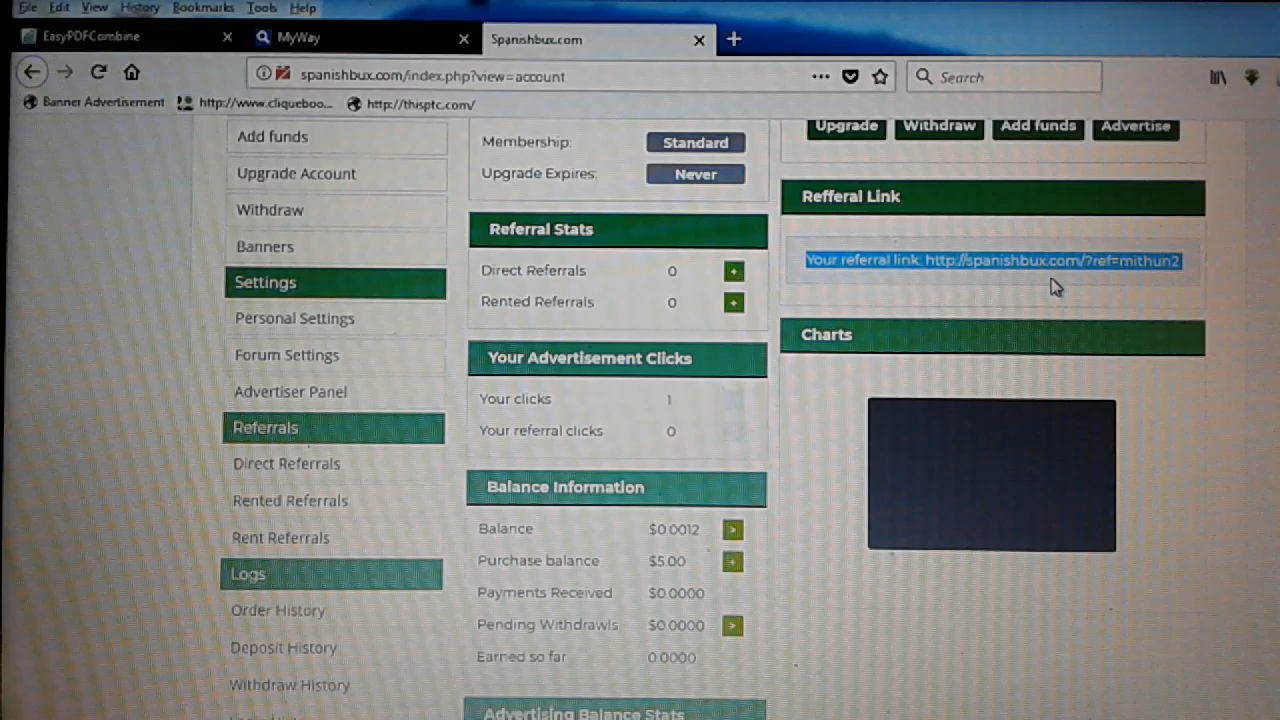 File Edit View History Bookmarks Tools Help
EasyPDFCombine
MyWay
Spanishbux.com
spanishbux.com/index.php?view=account
Search
Banner Advertisement
http://www.cliqueboo...
http://thisptc.com/
Add funds
Upgrade Account
Withdraw
Banners
Settings
Personal Settings
Forum Settings
Advertiser Panel
Referrals
Direct Referrals
Rented Referrals
Rent Referrals
Logs
Order History
Deposit History
Withdraw History
Membership: Standard
Upgrade Expires: Never
Referral Stats
Direct Referrals 0
Rented Referrals 0
Your Advertisement Clicks
Your clicks 1
Your referral clicks 0
Balance Information
Balance $0.0012
Purchase balance $5.00
Payments Received $0.0000
Pending Withdrawls $0.0000
Earned so far 0.0000
Advertising Balance Stats
Upgrade Withdraw Add funds Advertise
Refferal Link
Your referral link: http://spanishbux.com/?ref=mithun2
Charts